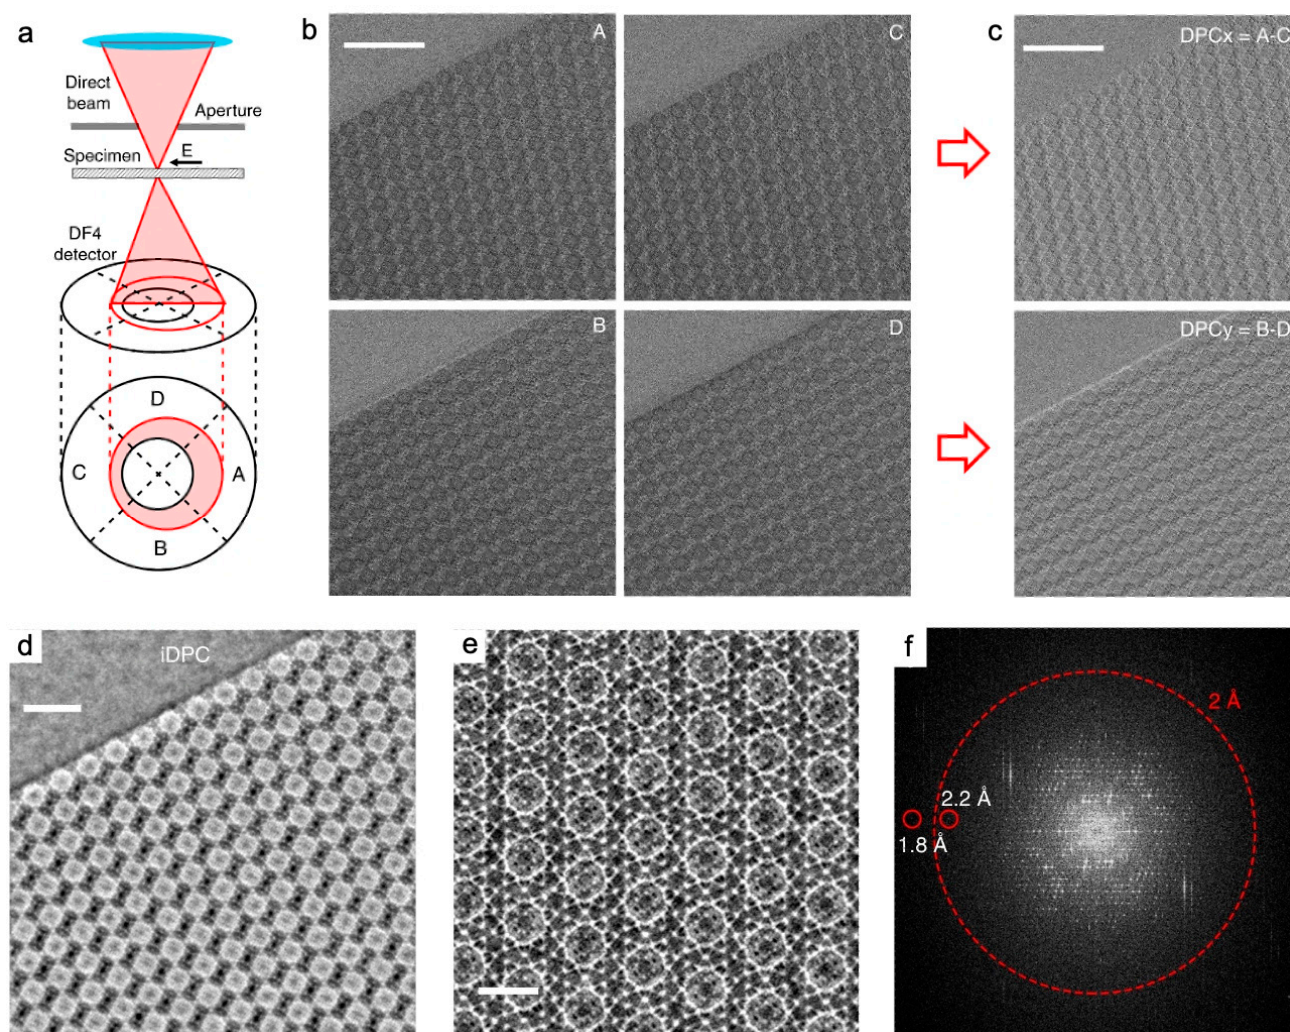 a
Direct
beam
Aperture
Specimen
E
DF4
detector
D
C
A
B
b
A
C
B
D
c
DPCx = A-C
DPCy = B-D
d
iDPC
e
f
2 Å
2.2 Å
1.8 Å